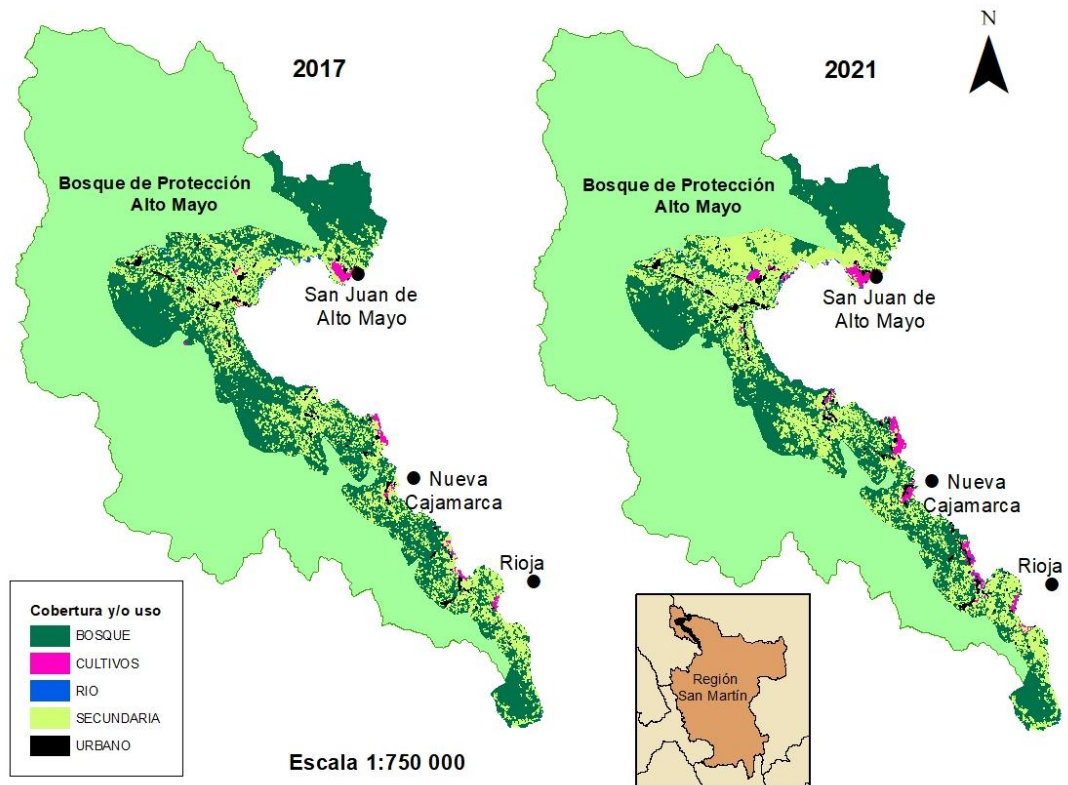 2017
Bosque de Protección
Alto Mayo
San Juan de
Alto Mayo
Nueva
Cajamarca
Rioja
2021
N
Bosque de Protección
Alto Mayo
San Juan de
Alto Mayo
Nueva
Cajamarca
Rioja
Cobertura y/o uso
BOSQUE
CULTIVOS
RIO
SECUNDARIA
URBANO
Escala 1:750 000
Región
San Martín